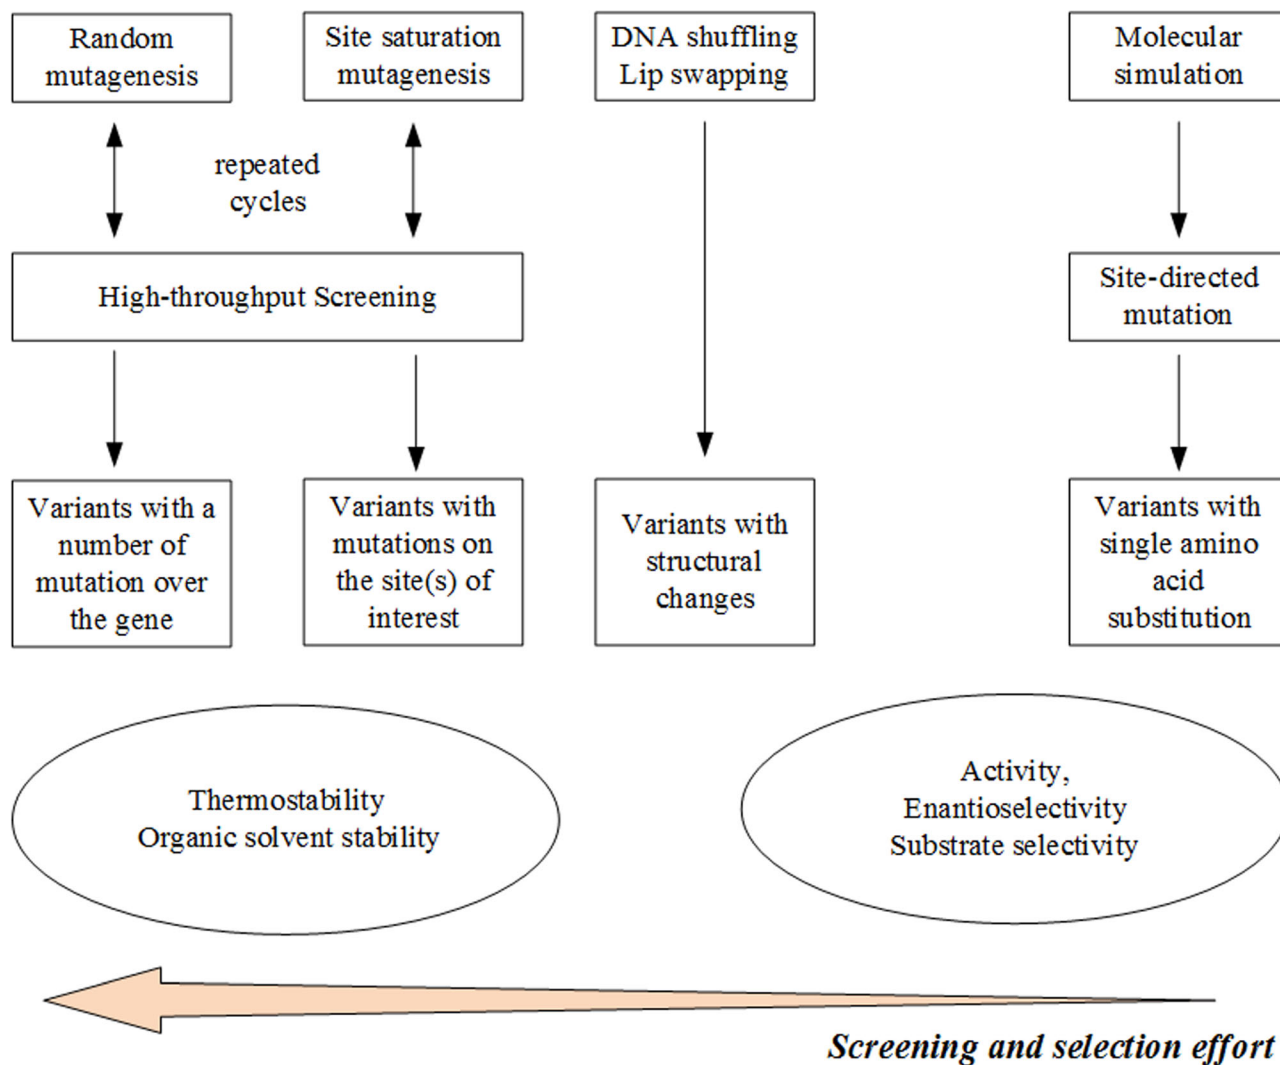 Random
mutagenesis
Site saturation
mutagenesis
DNA shuffling
Lip swapping
Molecular
simulation
repeated
cycles
High-throughput Screening
Site-directed
mutation
Variants with a
number of
mutation over
the gene
Variants with
mutations on
the site(s) of
interest
Variants with
structural
changes
Variants with
single amino
acid
substitution
Thermostability
Organic solvent stability
Activity,
Enantioselectivity
Substrate selectivity
Screening and selection effort